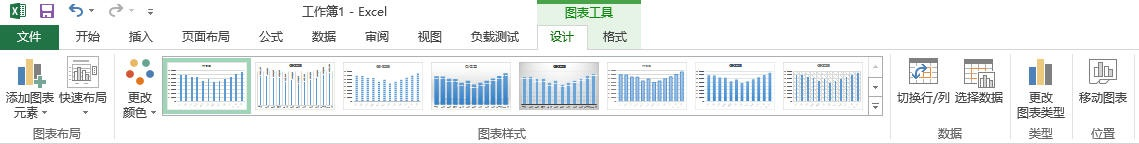 工作簿1 - Excel
图表工具
文件 开始 插入 页面布局 公式 数据 审阅 视图 负载测试 设计 格式
添加图表元素 快速布局 更改颜色 切换行/列 选择数据 更改图表类型 移动图表
图表布局 图表样式 数据 类型 位置